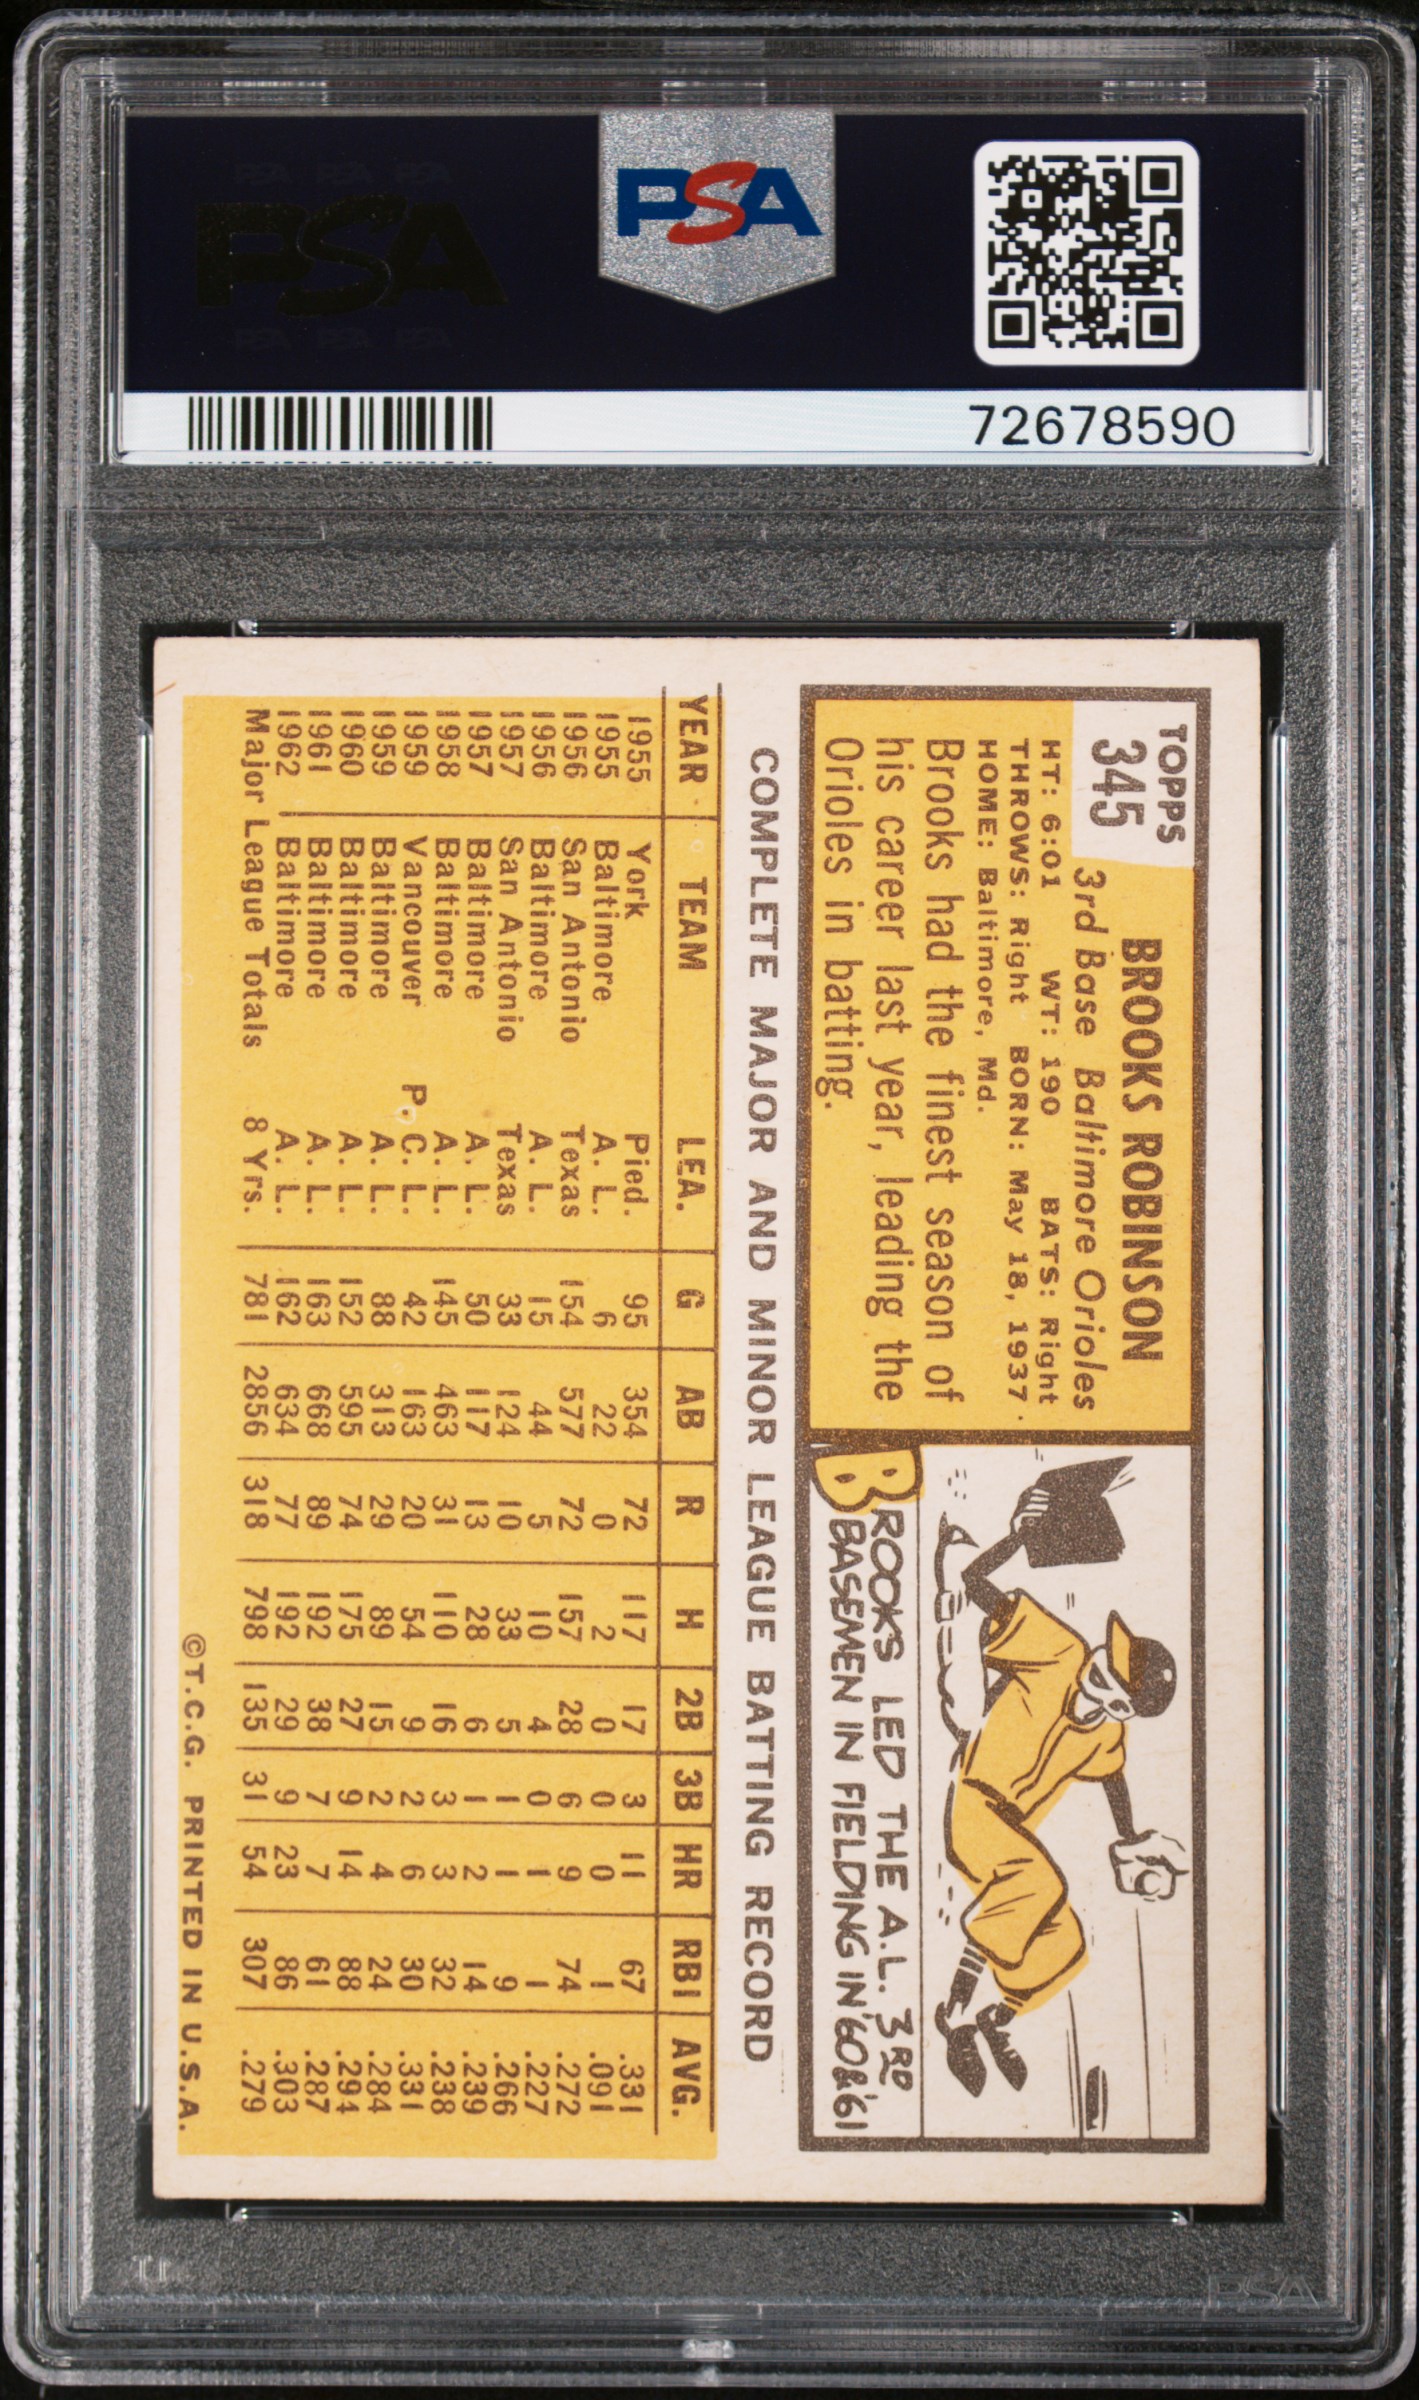 PSA PSA PSA
PSA
PSA PSA PSA
PSA
72678590
TOPPS
345
BROOKS ROBINSON
3rd Base Baltimore Orioles
HT: 6:01 WT: 190 BATS: Right
THROWS: Right BORN: May 18, 1937.
HOME: Baltimore, Md.
Brooks had the finest season of
his career last year, leading the
Orioles in batting.
BROOKS LED THE A.L. 3RD
BASEMEN IN FIELDING IN '60 & '61
COMPLETE MAJOR AND MINOR LEAGUE BATTING RECORD
YEAR TEAM LEA. G AB R H 2B 3B HR RBI AVG.
1955 York Pied. 95 354 72 117 17 3 11 67 .331
1955 Baltimore A. L. 6 22 0 2 0 0 0 1 .091
1956 San Antonio Texas 154 577 72 157 28 6 9 74 .272
1956 Baltimore A. L. 15 44 5 10 4 0 1 1 .227
1957 San Antonio Texas 33 124 10 33 5 1 1 9 .266
1957 Baltimore A. L. 50 117 13 28 6 1 2 14 .239
1958 Baltimore A. L. 145 463 31 110 16 3 3 32 .238
1959 Vancouver P. C. L. 42 163 20 54 9 2 6 30 .331
1959 Baltimore A. L. 88 313 29 89 15 2 4 24 .284
1960 Baltimore A. L. 152 595 74 175 27 9 14 88 .294
1961 Baltimore A. L. 163 668 89 192 38 7 7 61 .287
1962 Baltimore A. L. 162 634 77 192 29 9 23 86 .303
Major League Totals 8 Yrs. 781 2856 318 798 135 31 54 307 .279
©T.C.G. PRINTED IN U.S.A.
PSA